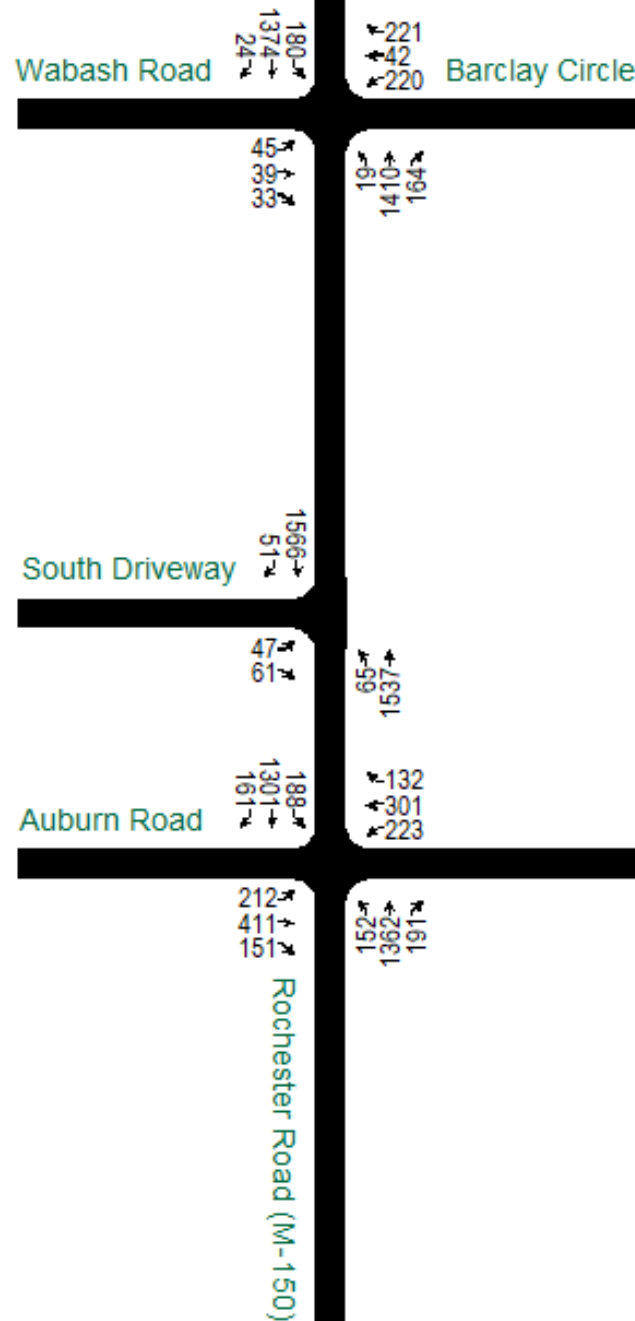 24 1374 180
221
42
220
Wabash Road
Barclay Circle
45
39
33
19 1410 164
51 1566
South Driveway
47
61
65 1537
161 1301 188
132
301
223
Auburn Road
212
411
151
152 1362 191
Rochester Road (M-150)